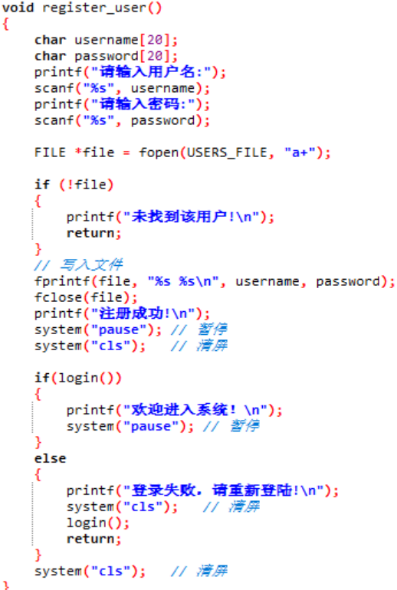 void register_user()
{
    char username[20];
    char password[20];
    printf("请输入用户名:");
    scanf("%s", username);
    printf("请输入密码:");
    scanf("%s", password);

    FILE *file = fopen(USERS_FILE, "a+");

    if (!file)
    {
        printf("未找到该用户!\n");
        return;
    }
    // 写入文件
    fprintf(file, "%s %s\n", username, password);
    fclose(file);
    printf("注册成功!\n");
    system("pause"); // 暂停
    system("cls");   // 清屏

    if(login())
    {
        printf("欢迎进入系统! \n");
        system("pause"); // 暂停
    }
    else
    {
        printf("登录失败，请重新登陆!\n");
        system("cls");   // 清屏
        login();
        return;
    }
    system("cls");   // 清屏
}